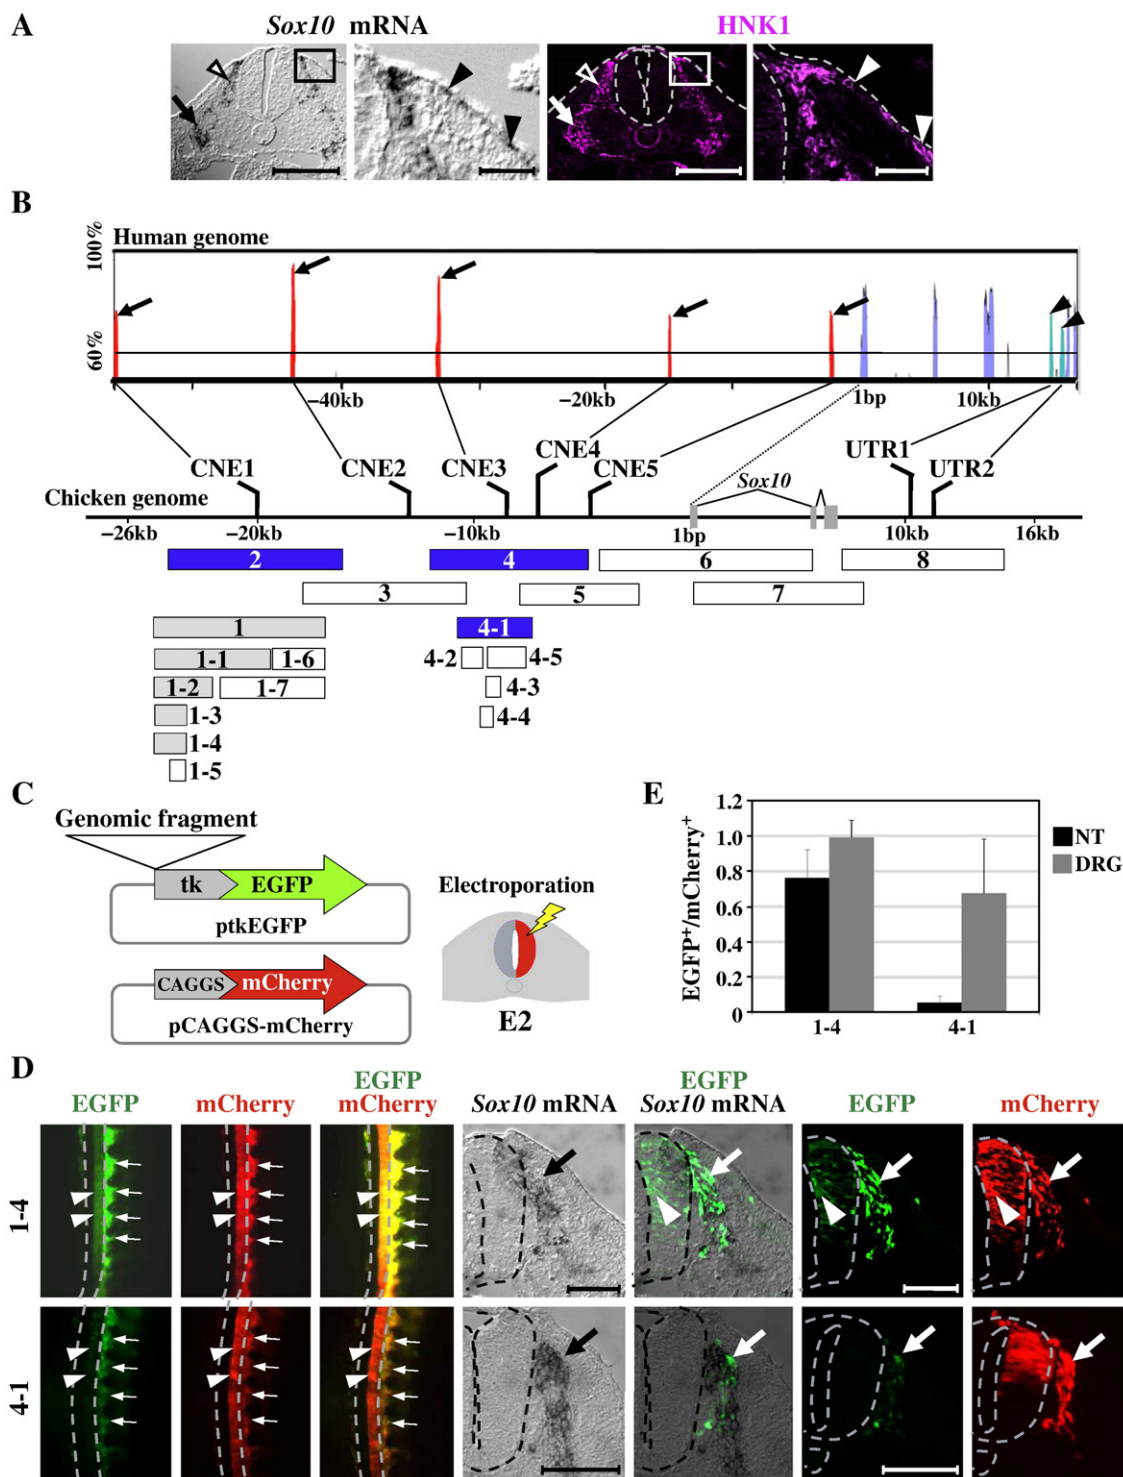 A
Sox10 mRNA
HNK1
B
100%
60%
Human genome
−40kb
−20kb
1bp
10kb
CNE1
CNE2
CNE3
CNE4
CNE5
UTR1
UTR2
Sox10
Chicken genome
−26kb
−20kb
−10kb
1bp
10kb
16kb
2
4
6
8
3
5
7
1
4-1
1-1
1-6
4-2
4-5
1-2
1-7
4-3
1-3
4-4
1-4
1-5
C
Genomic fragment
tk
EGFP
ptkEGFP
CAGGS
mCherry
pCAGGS-mCherry
Electroporation
E2
E
EGFP+/mCherry+
1.2
1.0
0.8
0.6
0.4
0.2
0
1-4
4-1
NT
DRG
D
EGFP
mCherry
EGFP
mCherry
Sox10 mRNA
EGFP
Sox10 mRNA
EGFP
mCherry
1-4
4-1